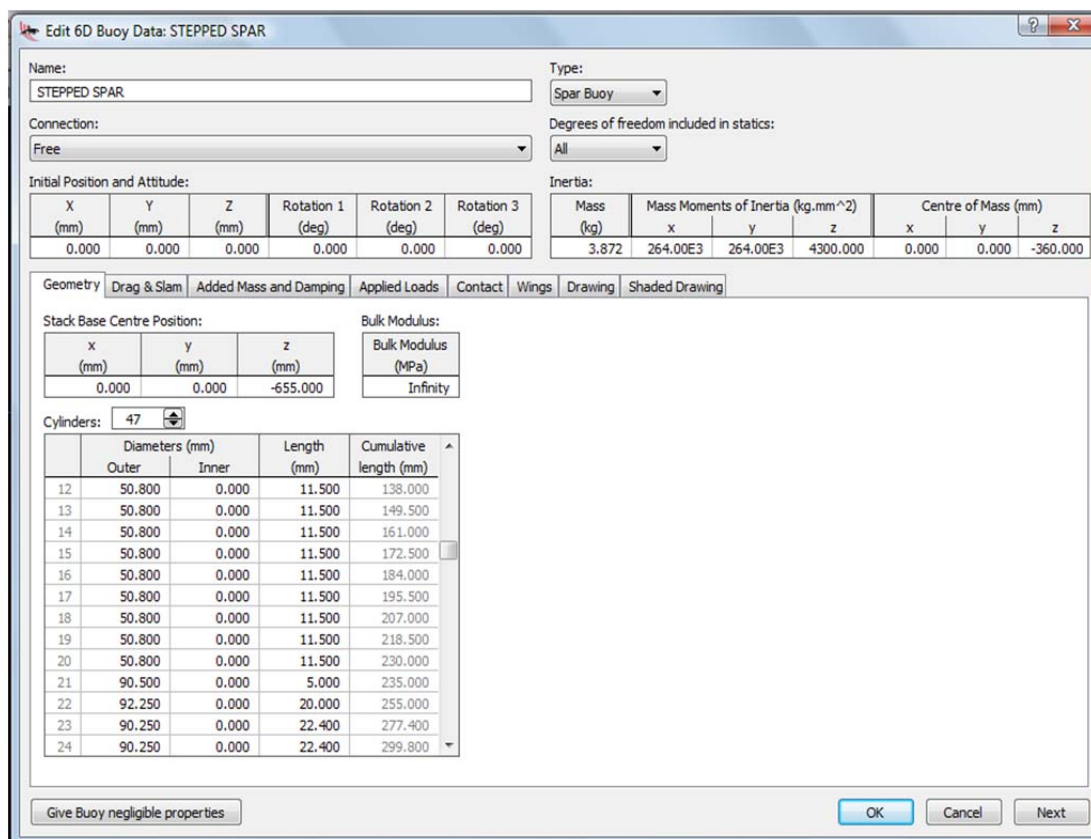 Edit 6D Buoy Data: STEPPED SPAR
Name: Type:
STEPPED SPAR Spar Buoy
Connection: Degrees of freedom included in statics:
Free All
Initial Position and Attitude: Inertia:
X Y Z Rotation 1 Rotation 2 Rotation 3 Mass Mass Moments of Inertia (kg.mm^2) Centre of Mass (mm)
(mm) (mm) (mm) (deg) (deg) (deg) (kg) x y z x y z
0.000 0.000 0.000 0.000 0.000 0.000 3.872 264.00E3 264.00E3 4300.000 0.000 0.000 -360.000
Geometry Drag & Slam Added Mass and Damping Applied Loads Contact Wings Drawing Shaded Drawing
Stack Base Centre Position: Bulk Modulus:
x y z Bulk Modulus
(mm) (mm) (mm) (MPa)
0.000 0.000 -655.000 Infinity
Cylinders: 47
Diameters (mm) Length Cumulative
Outer Inner (mm) length (mm)
12 50.800 0.000 11.500 138.000
13 50.800 0.000 11.500 149.500
14 50.800 0.000 11.500 161.000
15 50.800 0.000 11.500 172.500
16 50.800 0.000 11.500 184.000
17 50.800 0.000 11.500 195.500
18 50.800 0.000 11.500 207.000
19 50.800 0.000 11.500 218.500
20 50.800 0.000 11.500 230.000
21 90.500 0.000 5.000 235.000
22 92.250 0.000 20.000 255.000
23 90.250 0.000 22.400 277.400
24 90.250 0.000 22.400 299.800
Give Buoy negligible properties OK Cancel Next